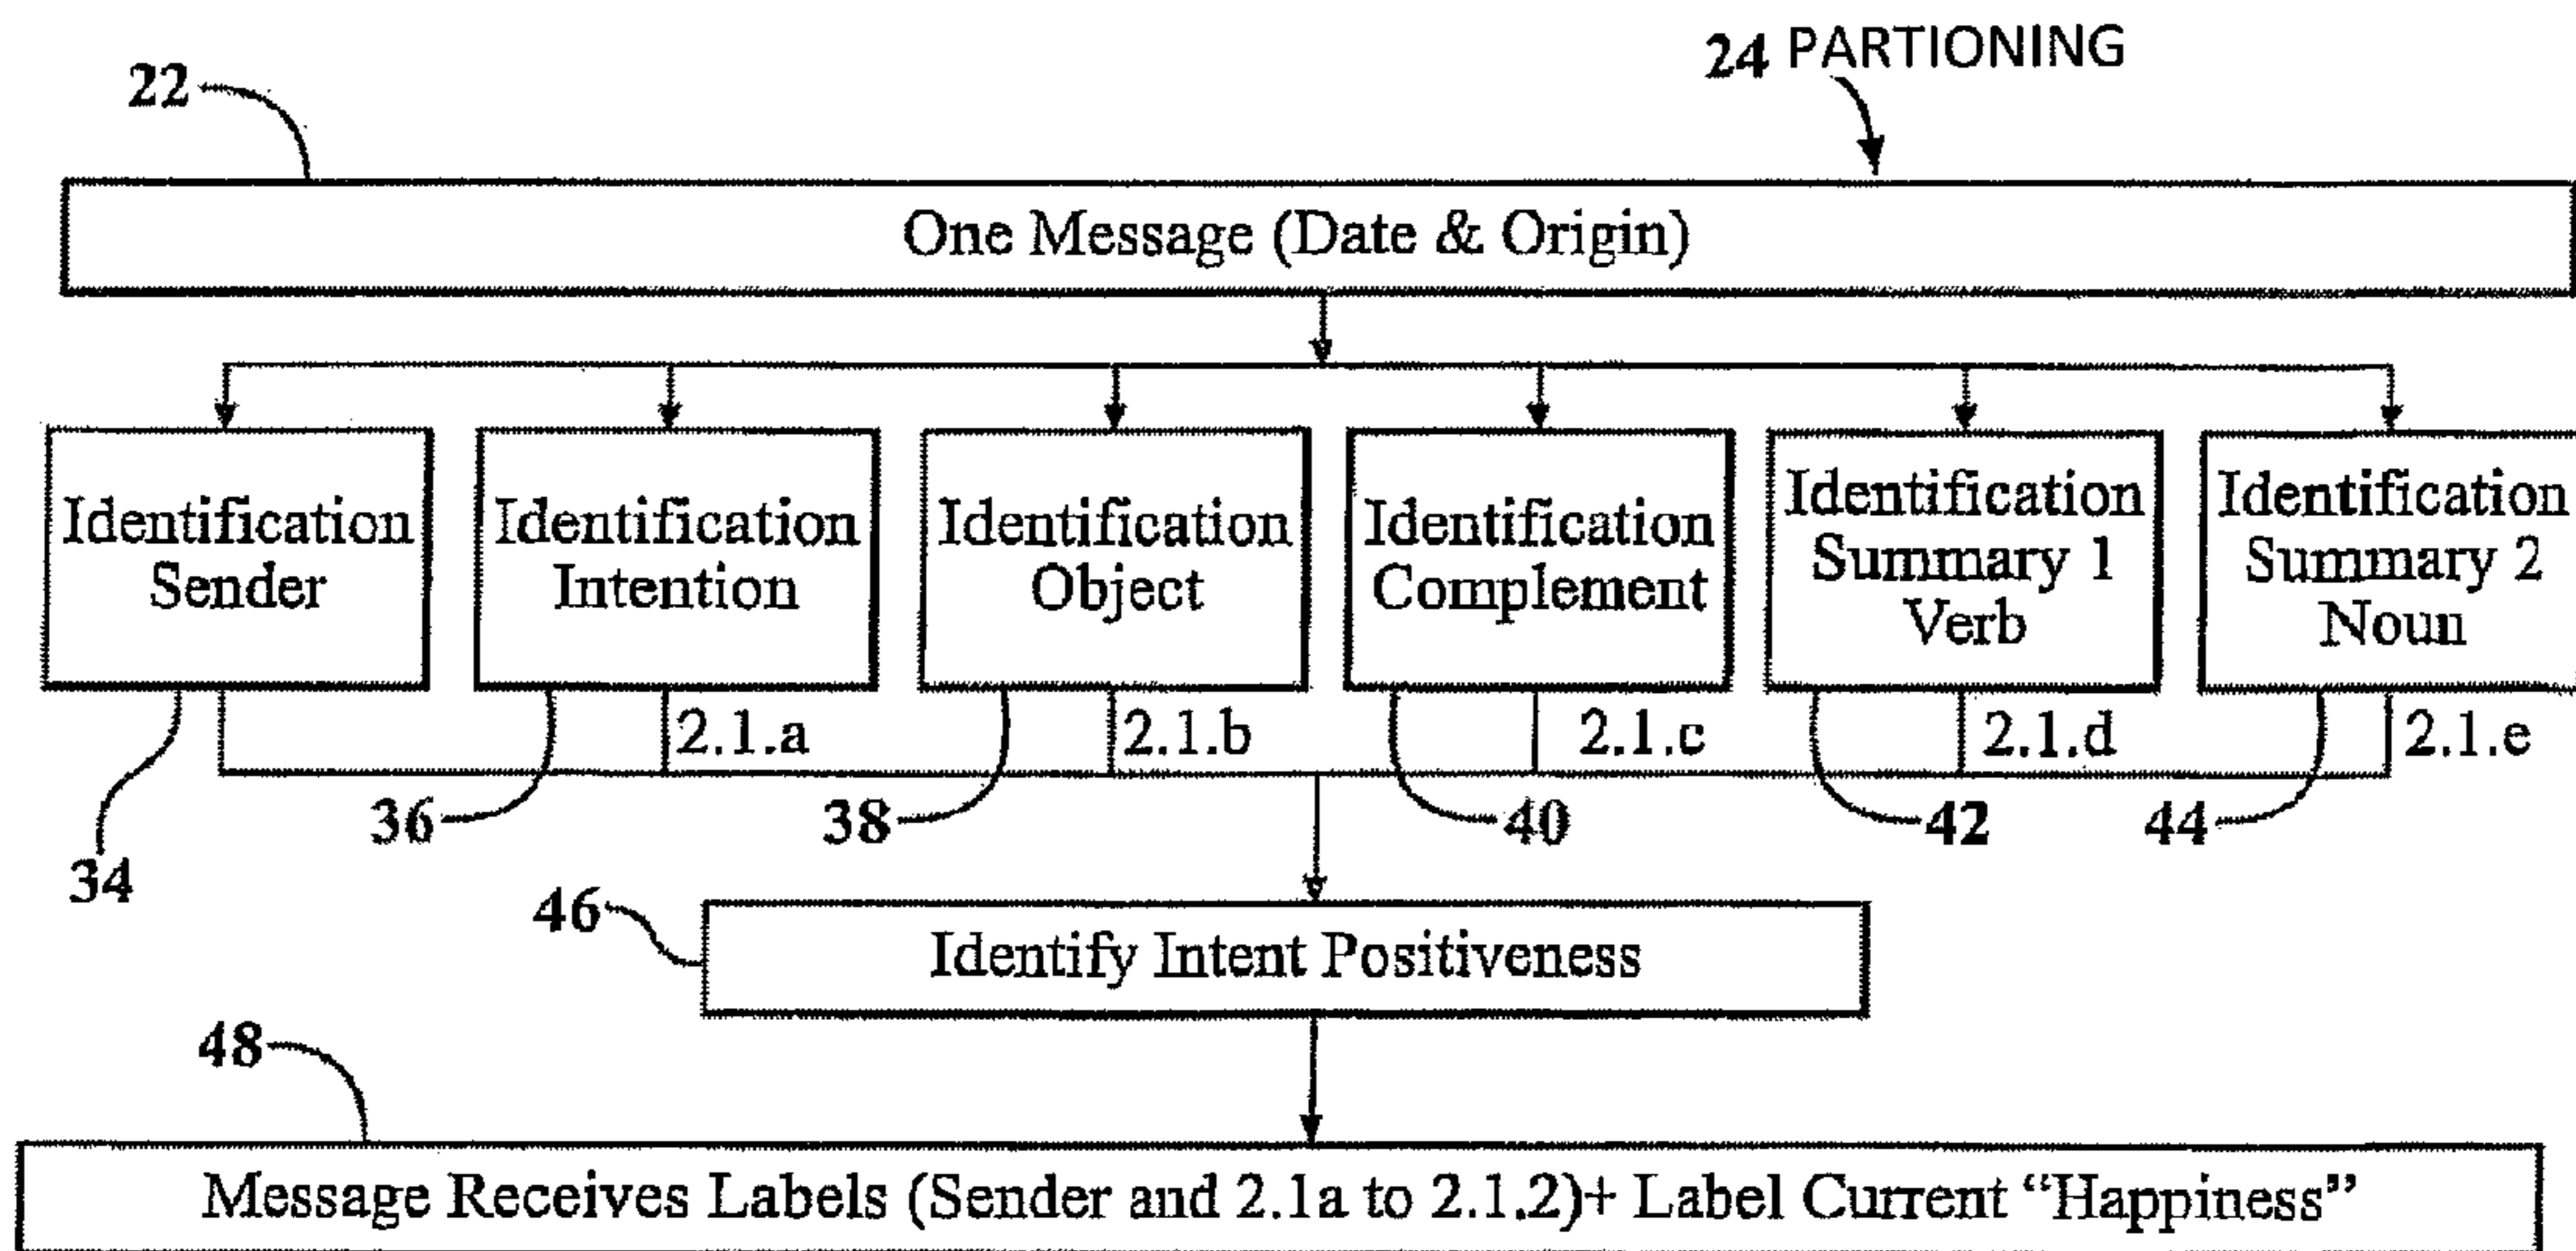 24 PARTIONING
22
One Message (Date & Origin)
Identification
Sender
Identification
Intention
Identification
Object
Identification
Complement
Identification
Summary 1
Verb
Identification
Summary 2
Noun
2.1.a
2.1.b
2.1.c
2.1.d
2.1.e
34
36
38
40
42
44
46
Identify Intent Positiveness
48
Message Receives Labels (Sender and 2.1a to 2.1.2)+ Label Current “Happiness”